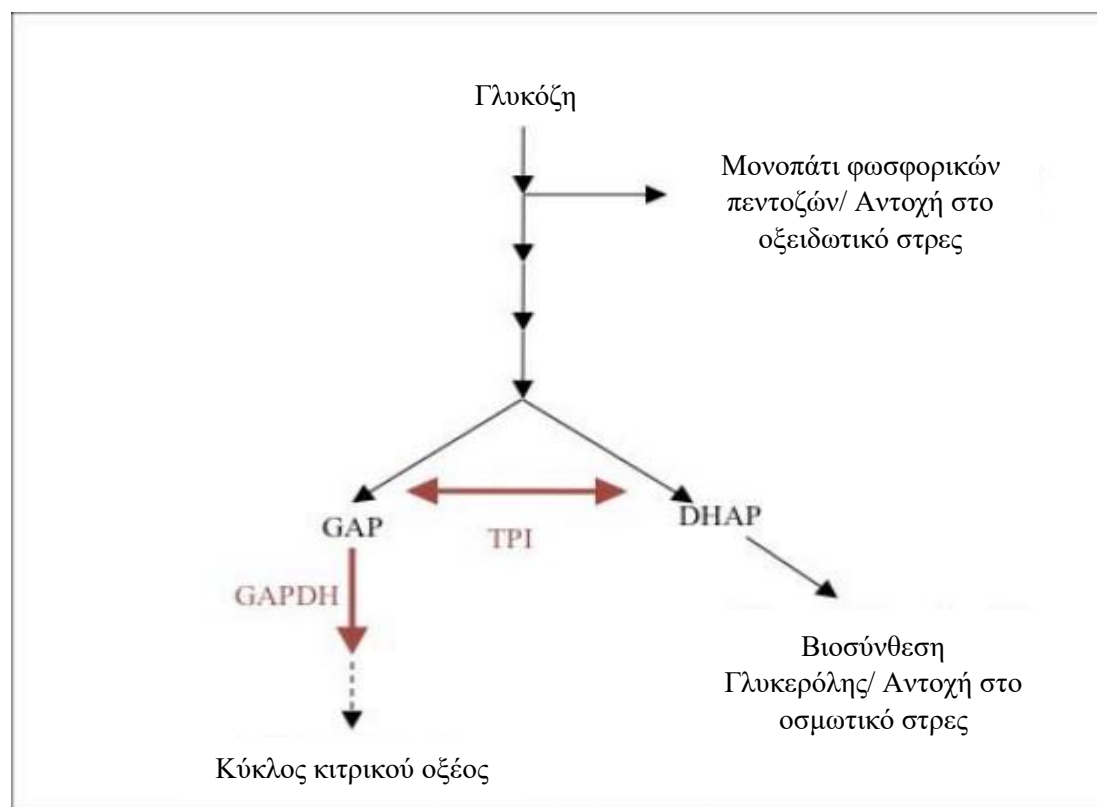 Γλυκόζη
Μονοπάτι φωσφορικών
πεντοζών/ Αντοχή στο
οξειδωτικό στρες
GAP
TPI
DHAP
GAPDH
Βιοσύνθεση
Γλυκερόλης/ Αντοχή στο
οσμωτικό στρες
Κύκλος κιτρικού οξέος